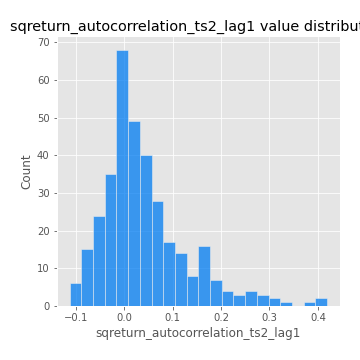 sqreturn_autocorrelation_ts2_lag1 value distribut
70
60
50
40
30
20
10
0
Count
−0.1 0.0 0.1 0.2 0.3 0.4
sqreturn_autocorrelation_ts2_lag1